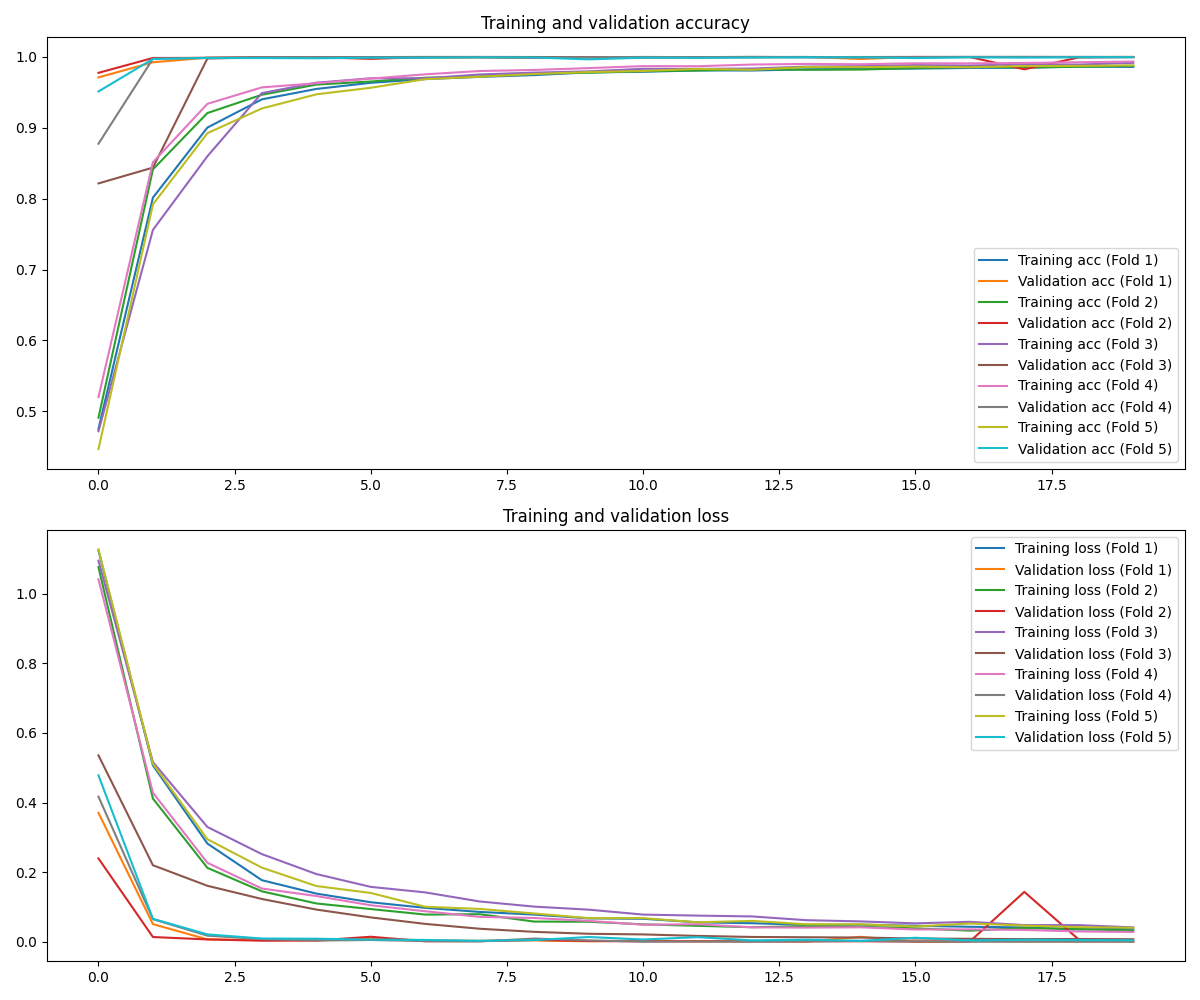 Training and validation accuracy
1.0
0.9
0.8
0.7
0.6
0.5
0.0 2.5 5.0 7.5 10.0 12.5 15.0 17.5
Training acc (Fold 1)
Validation acc (Fold 1)
Training acc (Fold 2)
Validation acc (Fold 2)
Training acc (Fold 3)
Validation acc (Fold 3)
Training acc (Fold 4)
Validation acc (Fold 4)
Training acc (Fold 5)
Validation acc (Fold 5)
Training and validation loss
1.0
0.8
0.6
0.4
0.2
0.0
0.0 2.5 5.0 7.5 10.0 12.5 15.0 17.5
Training loss (Fold 1)
Validation loss (Fold 1)
Training loss (Fold 2)
Validation loss (Fold 2)
Training loss (Fold 3)
Validation loss (Fold 3)
Training loss (Fold 4)
Validation loss (Fold 4)
Training loss (Fold 5)
Validation loss (Fold 5)